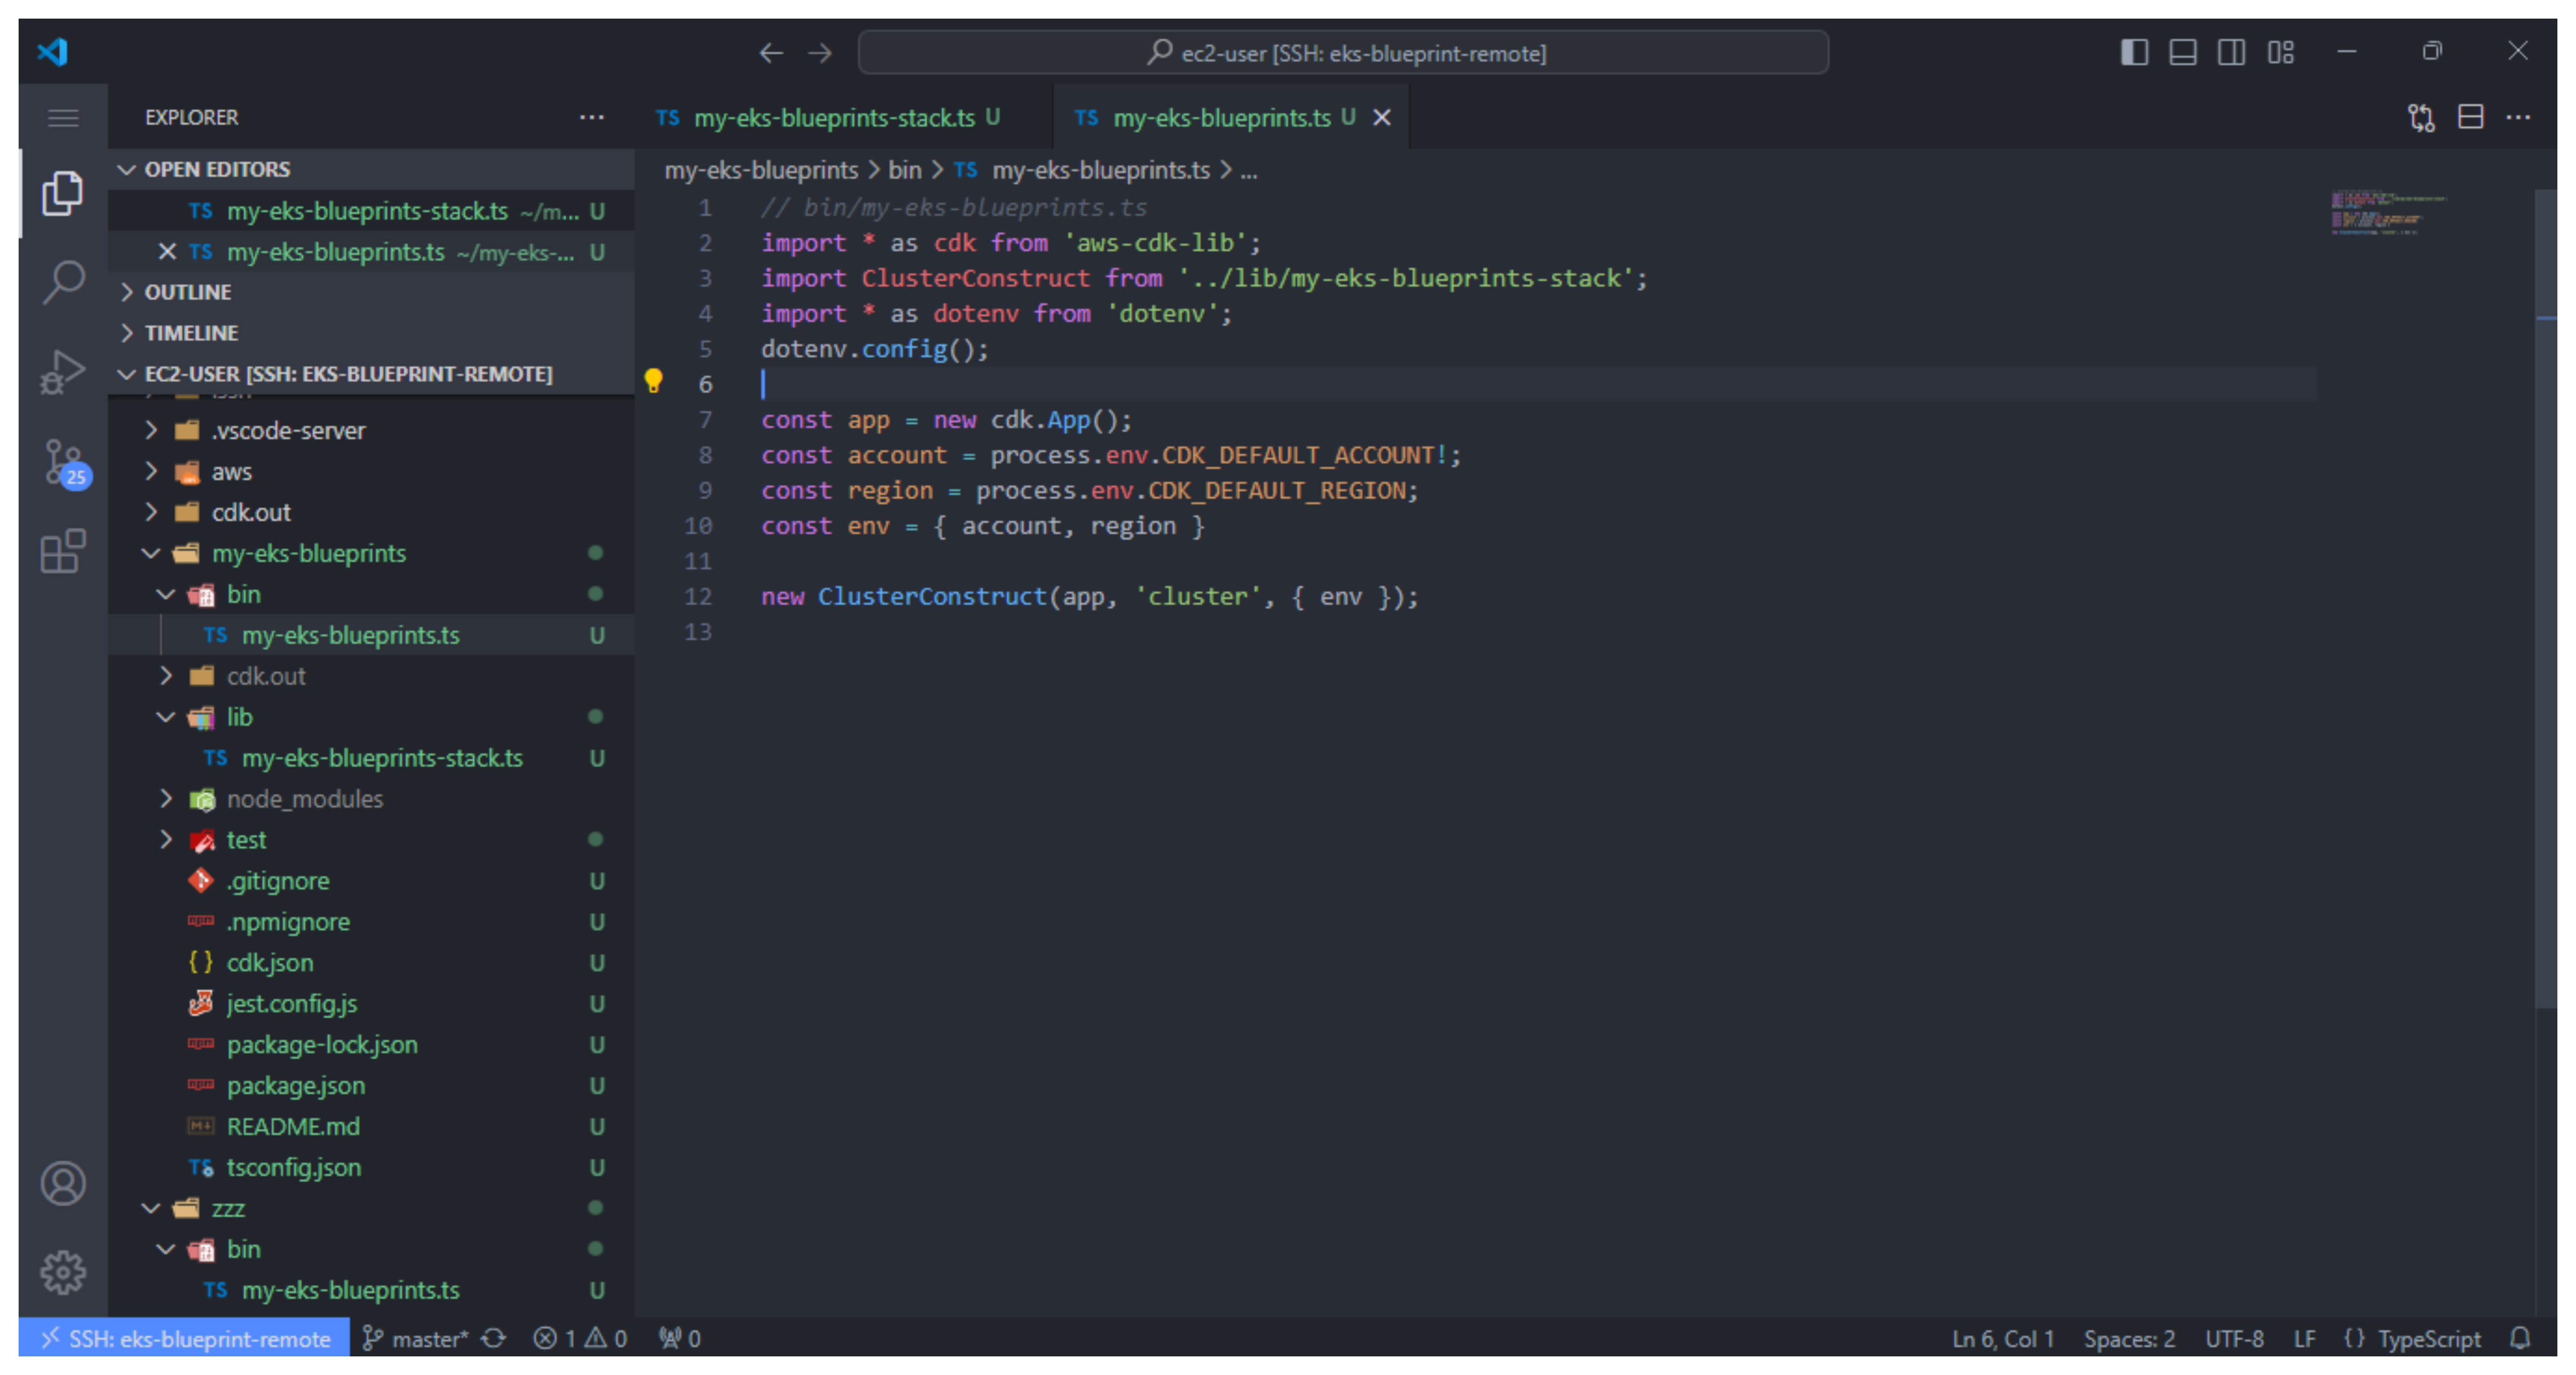 ec2-user [SSH: eks-blueprint-remote]
EXPLORER
OPEN EDITORS
TS my-eks-blueprints-stack.ts ~/m... U
TS my-eks-blueprints.ts ~/my-eks-... U
OUTLINE
TIMELINE
EC2-USER [SSH: EKS-BLUEPRINT-REMOTE]
.vscode-server
aws
cdk.out
my-eks-blueprints
bin
TS my-eks-blueprints.ts U
cdk.out
lib
TS my-eks-blueprints-stack.ts U
node_modules
test
.gitignore U
.npmignore U
{ } cdk.json U
jest.config.js U
package-lock.json U
package.json U
README.md U
TS tsconfig.json U
zzz
bin
TS my-eks-blueprints.ts U
25
TS my-eks-blueprints-stack.ts U
TS my-eks-blueprints.ts U
my-eks-blueprints > bin > TS my-eks-blueprints.ts > ...
1 // bin/my-eks-blueprints.ts
2 import * as cdk from 'aws-cdk-lib';
3 import ClusterConstruct from '../lib/my-eks-blueprints-stack';
4 import * as dotenv from 'dotenv';
5 dotenv.config();
6
7 const app = new cdk.App();
8 const account = process.env.CDK_DEFAULT_ACCOUNT!;
9 const region = process.env.CDK_DEFAULT_REGION;
10 const env = { account, region }
11
12 new ClusterConstruct(app, 'cluster', { env });
13
SSH: eks-blueprint-remote master* 1 0 0 Ln 6, Col 1 Spaces: 2 UTF-8 LF { } TypeScript